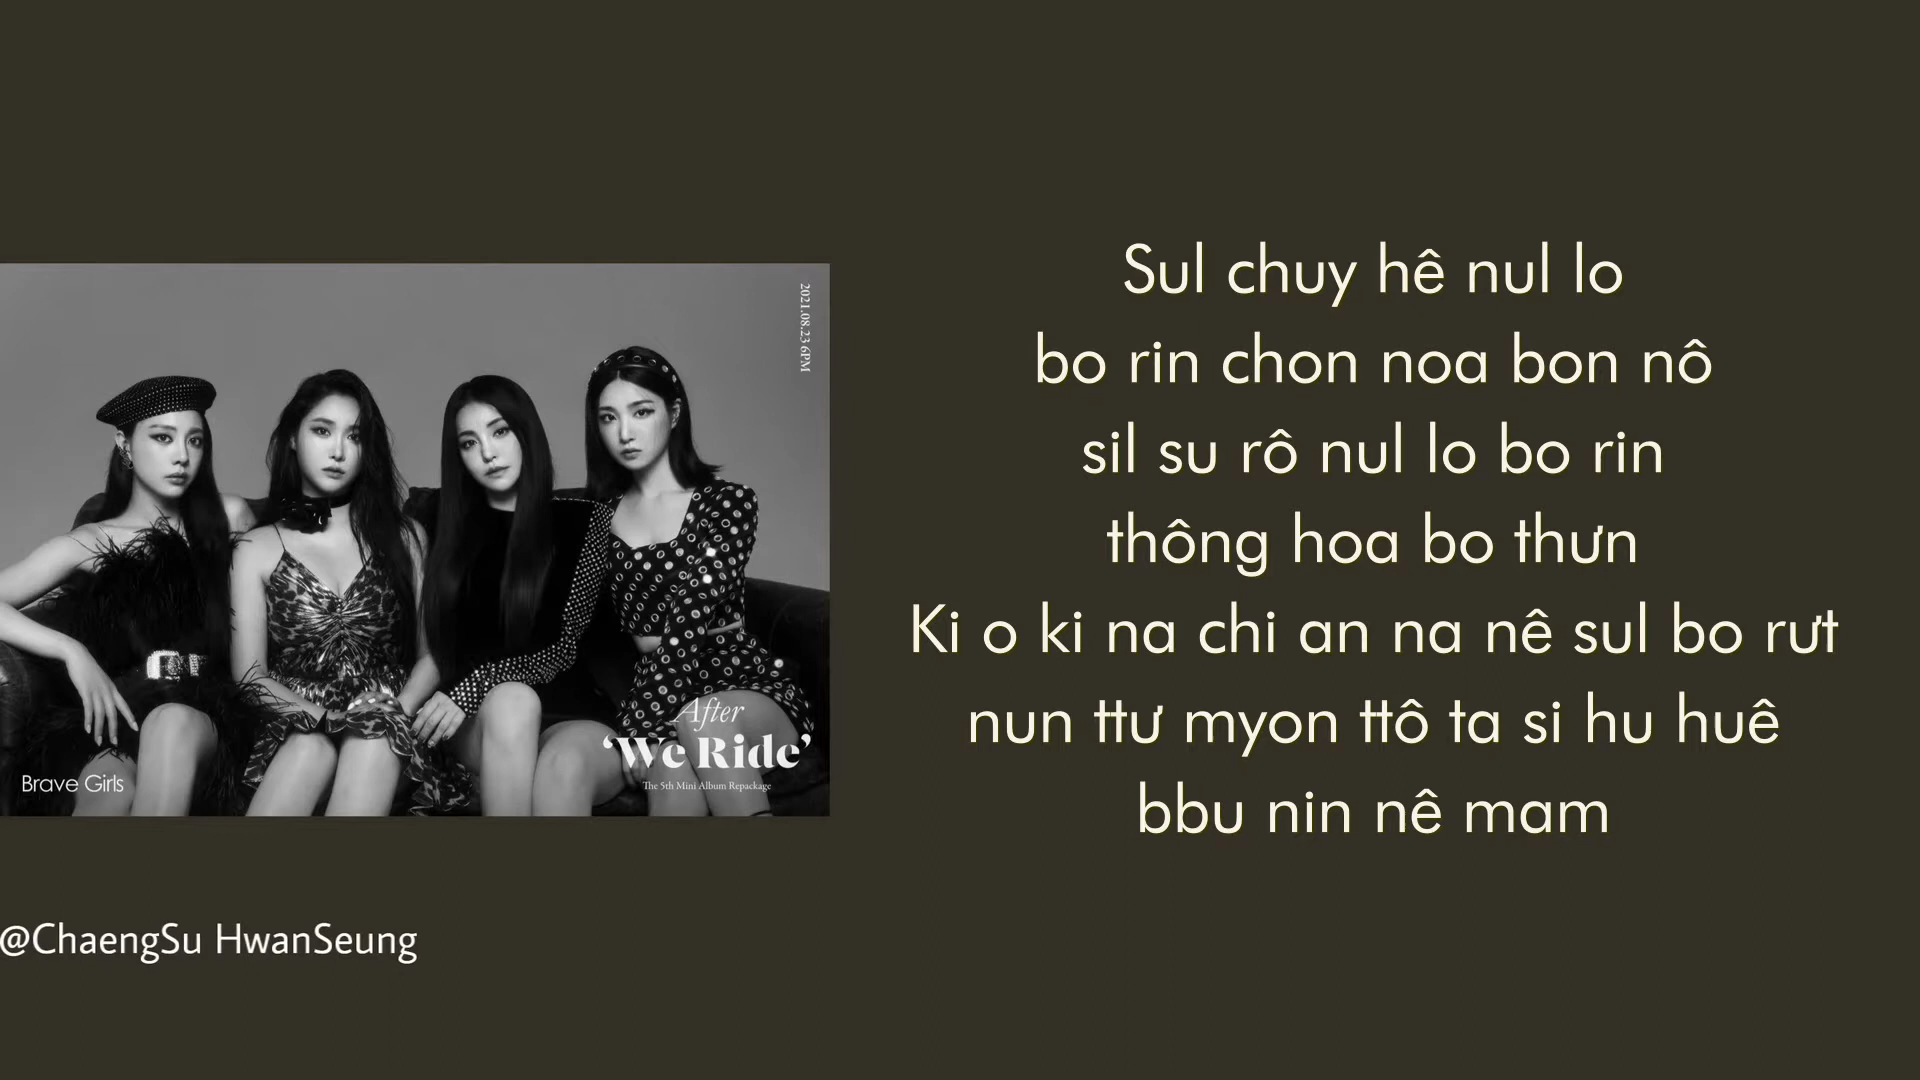 2021.08.23 6PM
After
‘We Ride’
The 5th Mini Album Repackage
Brave Girls
@ChaengSu HwanSeung
Sul chuy hê nul lo
bo rin chon noa bon nô
sil su rô nul lo bo rin
thông hoa bo thưn
Ki o ki na chi an na nê sul bo rưt
nun ttư myon ttô ta si hu huê
bbu nin nê mam